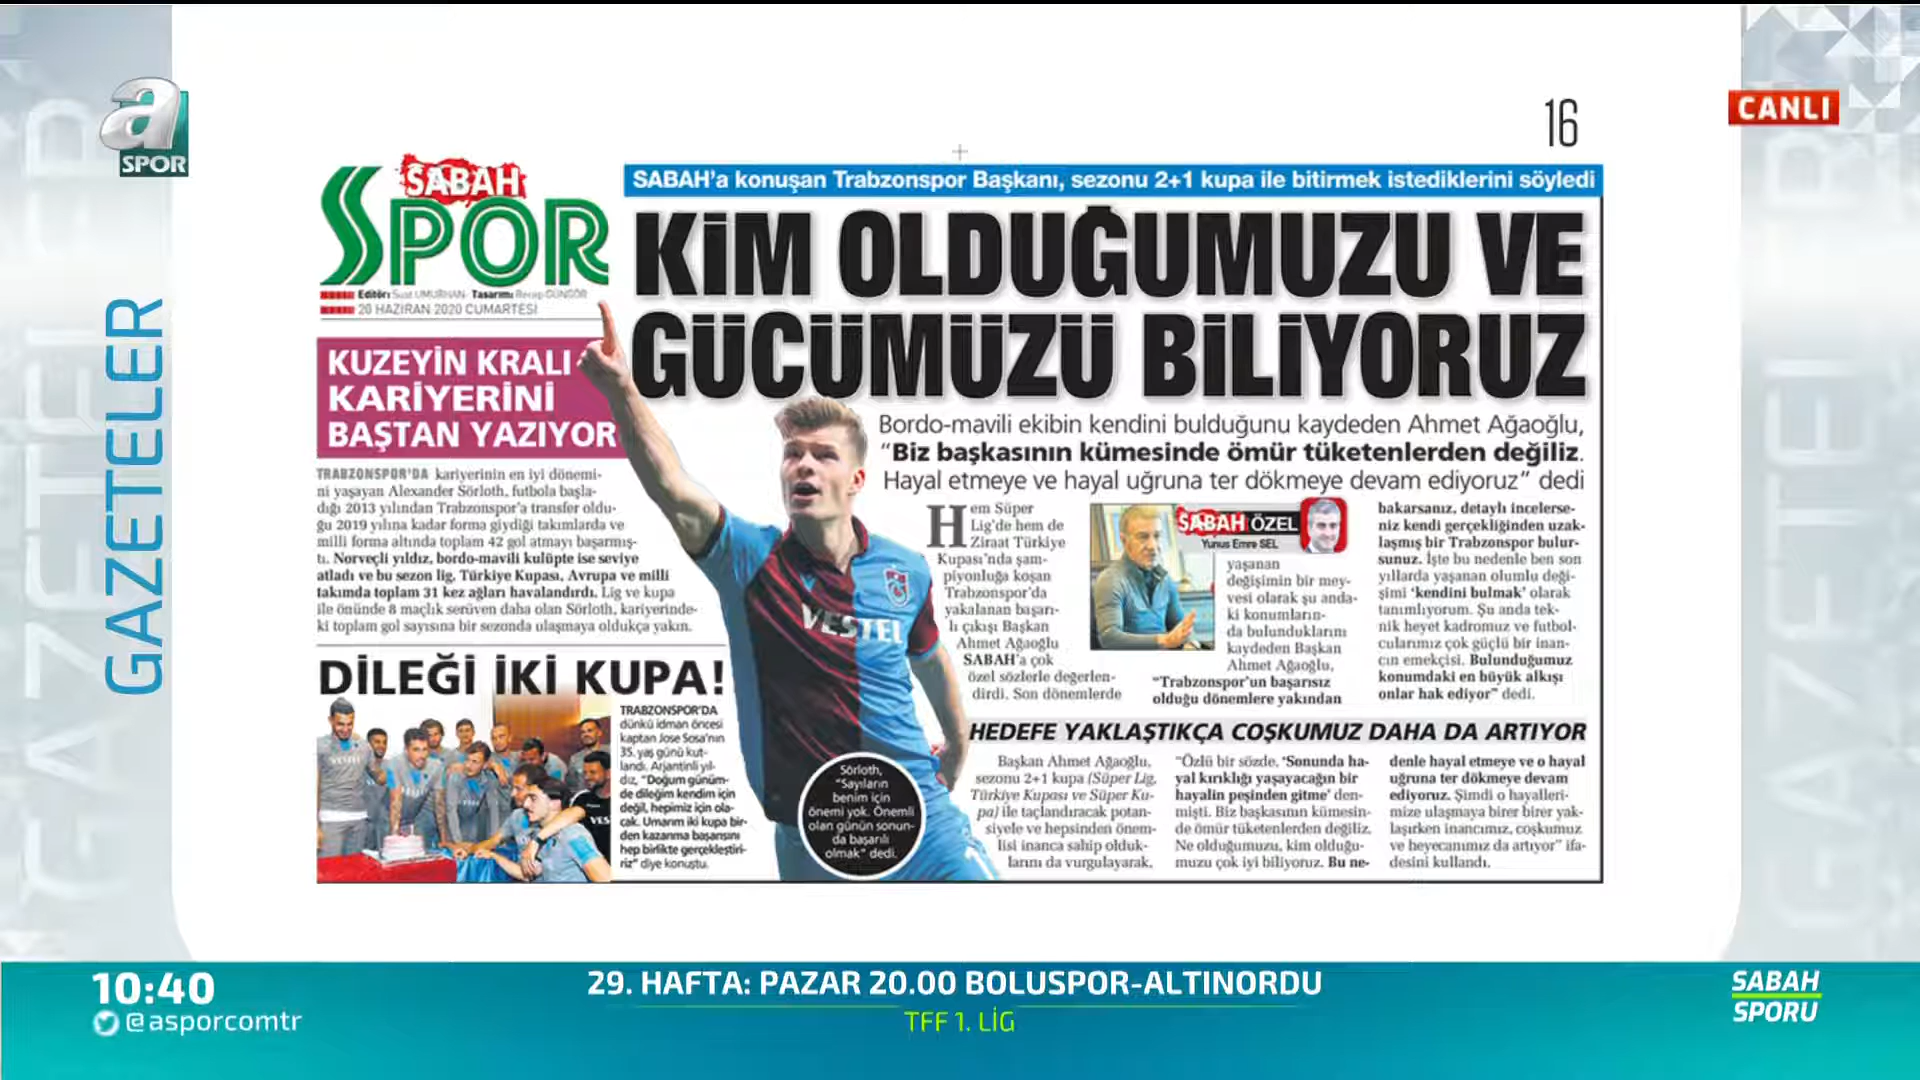 a
SPOR
GAZETELER
CANLI
16
SABAH
SPOR
Editör: Suat UMURHAN Tasarım: Recep GÜNGÖR
20 HAZİRAN 2020 CUMARTESİ
SABAH'a konuşan Trabzonspor Başkanı, sezonu 2+1 kupa ile bitirmek istediklerini söyledi
KİM OLDUĞUMUZU VE
GÜCÜMÜZÜ BİLİYORUZ
Bordo-mavili ekibin kendini bulduğunu kaydeden Ahmet Ağaoğlu,
"Biz başkasının kümesinde ömür tüketenlerden değiliz.
Hayal etmeye ve hayal uğruna ter dökmeye devam ediyoruz" dedi
KUZEYİN KRALI
KARİYERİNİ
BAŞTAN YAZIYOR
TRABZONSPOR'DA kariyerinin en iyi dönemi-
ni yaşayan Alexander Sörloth, futbola başla-
dığı 2013 yılından Trabzonspor'a transfer oldu-
ğu 2019 yılına kadar forma giydiği takımlarda ve
milli forma altında toplam 42 gol atmayı başarmış-
tı. Norveçli yıldız, bordo-mavili kulüpte ise seviye
atladı ve bu sezon lig, Türkiye Kupası, Avrupa ve milli
takımda toplam 31 kez ağları havalandırdı. Lig ve kupa
ile önünde 8 maçlık serüven daha olan Sörloth, kariyerinde-
ki toplam gol sayısına bir sezonda ulaşmaya oldukça yakın.
DİLEĞİ İKİ KUPA!
TRABZONSPOR'DA
dünkü idman öncesi
kaptan Jose Sosa'nın
35. yaş günü kut-
landı. Arjantinli yıl-
dız, "Doğum günüm-
de dileğim kendim için
değil, hepimiz için ola-
cak. Umarım iki kupa bir-
den kazanma başarısını
hep birlikte gerçekleştiri-
riz" diye konuştu.
VESTEL
Sörloth,
"Sayıların
benim için
önemi yok. Önemli
olan günün sonun-
da başarılı
olmak" dedi.
Hem Süper
Lig'de hem de
Ziraat Türkiye
Kupası'nda şam-
piyonluğa koşan
Trabzonspor'da
yakalanan başarı-
lı çıkışı Başkan
Ahmet Ağaoğlu
SABAH'a çok
özel sözlerle değerlen-
dirdi. Son dönemlerde
SABAH ÖZEL
Yunus Emre SEL
yaşanan
değişimin bir mey-
vesi olarak şu anda-
ki konumların-
da bulunduklarını
kaydeden Başkan
Ahmet Ağaoğlu,
"Trabzonspor'un başarısız
olduğu dönemlere yakından
bakarsanız, detaylı incelerse-
niz kendi gerçekliğinden uzak-
laşmış bir Trabzonspor bulur-
sunuz. İşte bu nedenle ben son
yıllarda yaşanan olumlu deği-
şimi 'kendini bulmak' olarak
tanımlıyorum. Şu anda tek-
nik heyet kadromuz ve futbol-
cularımız çok güçlü bir inan-
cın emekçisi. Bulunduğumuz
konumdaki en büyük alkışı
onlar hak ediyor" dedi.
HEDEFE YAKLAŞTIKÇA COŞKUMUZ DAHA DA ARTIYOR
Başkan Ahmet Ağaoğlu,
sezonu 2+1 kupa (Süper Lig,
Türkiye Kupası ve Süper Ku-
pa) ile taçlandıracak potan-
siyele ve hepsinden önem-
lisi inanca sahip olduk-
larını da vurgulayarak,
"Özlü bir sözde, 'Sonunda ha-
yal kırıklığı yaşayacağın bir
hayalin peşinden gitme' den-
mişti. Biz başkasının kümesin-
de ömür tüketenlerden değiliz.
Ne olduğumuzu, kim olduğu-
muzu çok iyi biliyoruz. Bu ne-
denle hayal etmeye ve o hayal
uğruna ter dökmeye devam
ediyoruz. Şimdi o hayalleri-
mize ulaşmaya birer birer yak-
laşırken inancımız, coşkumuz
ve heyecanımız da artıyor" ifa-
desini kullandı.
10:40
@asporcomtr
29. HAFTA: PAZAR 20.00 BOLUSPOR-ALTINORDU
TFF 1. LİG
SABAH
SPORU